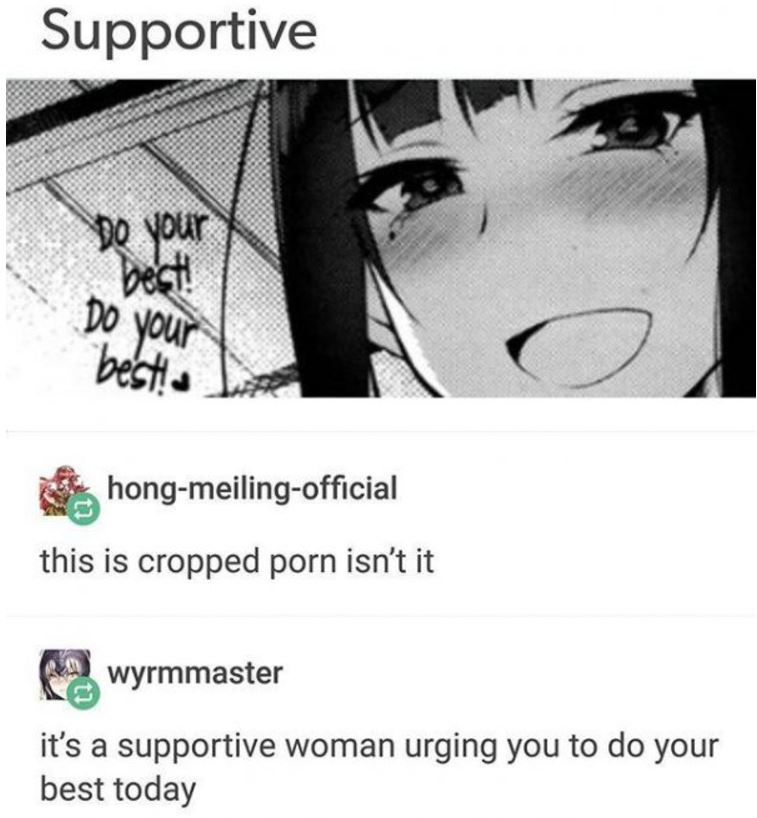 Supportive
Do your
best!
Do your
best!
hong-meiling-official
this is cropped porn isn't it
wyrmmaster
it's a supportive woman urging you to do your
best today